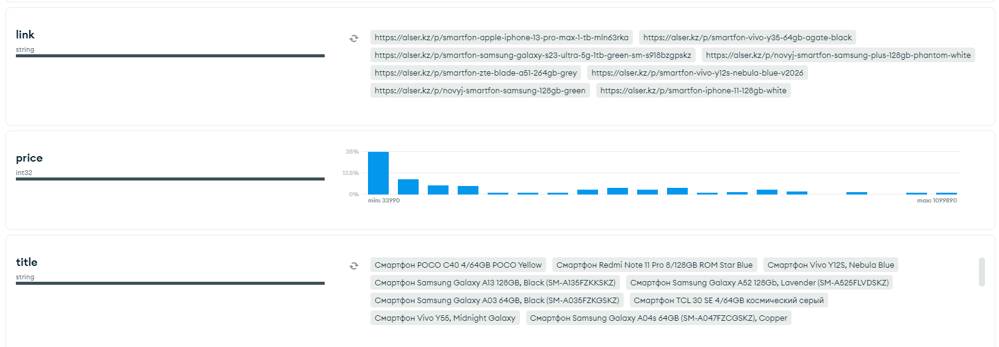 link
string
https://alser.kz/p/smartfon-apple-iphone-13-pro-max-1-tb-mln63rka https://alser.kz/p/smartfon-vivo-y35-64gb-agate-black
https://alser.kz/p/smartfon-samsung-galaxy-s23-ultra-5g-1tb-green-sm-s918bzgpskz https://alser.kz/p/novyj-smartfon-samsung-plus-128gb-phantom-white
https://alser.kz/p/smartfon-zte-blade-a51-264gb-grey https://alser.kz/p/smartfon-vivo-y12s-nebula-blue-v2026
https://alser.kz/p/novyj-smartfon-samsung-128gb-green https://alser.kz/p/smartfon-iphone-11-128gb-white
price
int32
35%
17.5%
0%
min: 33990 max: 1099890
title
string
Смартфон POCO C40 4/64GB POCO Yellow Смартфон Redmi Note 11 Pro 8/128GB ROM Star Blue Смартфон Vivo Y12S, Nebula Blue
Смартфон Samsung Galaxy A13 128GB, Black (SM-A135FZKKSKZ) Смартфон Samsung Galaxy A52 128Gb, Lavender (SM-A525FLVDSKZ)
Смартфон Samsung Galaxy A03 64GB, Black (SM-A035FZKGSKZ) Смартфон TCL 30 SE 4/64GB космический серый
Смартфон Vivo Y55, Midnight Galaxy Смартфон Samsung Galaxy A04s 64GB (SM-A047FZCGSKZ), Copper